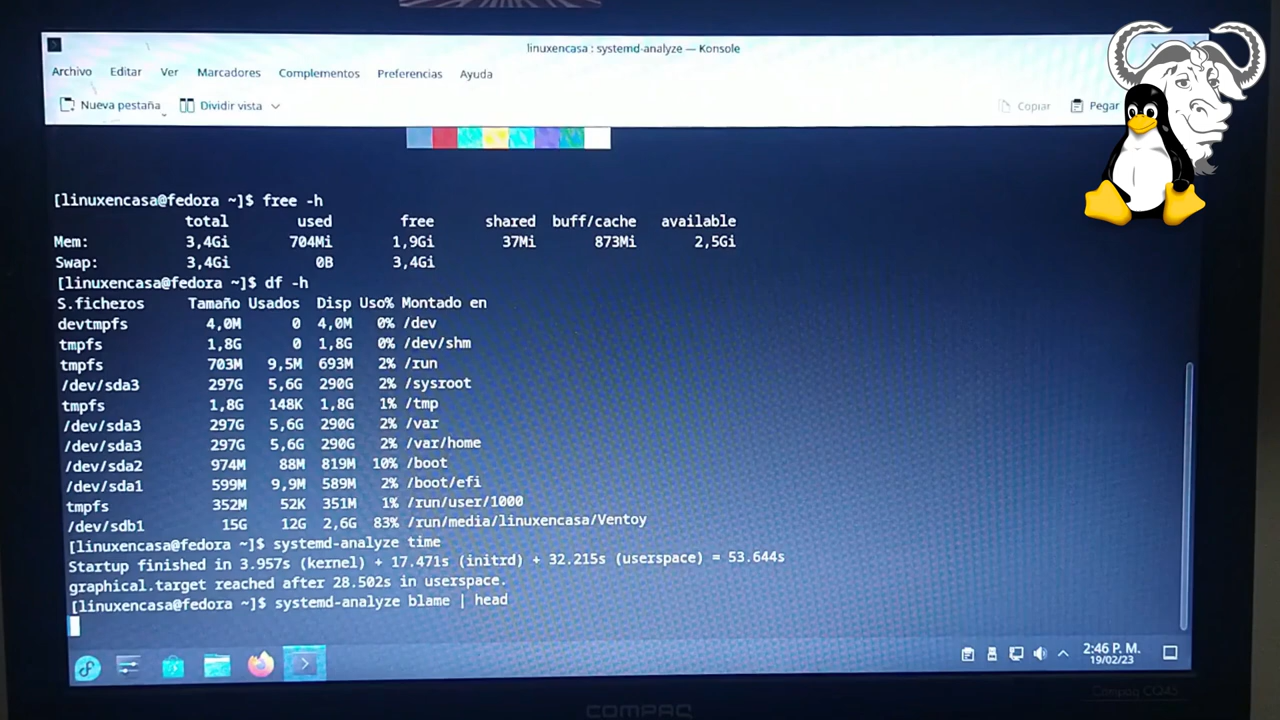 linuxencasa : systemd-analyze — Konsole
Archivo Editar Ver Marcadores Complementos Preferencias Ayuda
Nueva pestaña Dividir vista Copiar Pegar
[linuxencasa@fedora ~]$ free -h
total used free shared buff/cache available
Mem: 3,4Gi 704Mi 1,9Gi 37Mi 873Mi 2,5Gi
Swap: 3,4Gi 0B 3,4Gi
[linuxencasa@fedora ~]$ df -h
S.ficheros Tamaño Usados Disp Uso% Montado en
devtmpfs 4,0M 0 4,0M 0% /dev
tmpfs 1,8G 0 1,8G 0% /dev/shm
tmpfs 703M 9,5M 693M 2% /run
/dev/sda3 297G 5,6G 290G 2% /sysroot
tmpfs 1,8G 148K 1,8G 1% /tmp
/dev/sda3 297G 5,6G 290G 2% /var
/dev/sda3 297G 5,6G 290G 2% /var/home
/dev/sda2 974M 88M 819M 10% /boot
/dev/sda1 599M 9,9M 589M 2% /boot/efi
tmpfs 352M 52K 351M 1% /run/user/1000
/dev/sdb1 15G 12G 2,6G 83% /run/media/linuxencasa/Ventoy
[linuxencasa@fedora ~]$ systemd-analyze time
Startup finished in 3.957s (kernel) + 17.471s (initrd) + 32.215s (userspace) = 53.644s
graphical.target reached after 28.502s in userspace.
[linuxencasa@fedora ~]$ systemd-analyze blame | head
2:46 P. M.
19/02/23
Compaq CQ45
COMPAQ